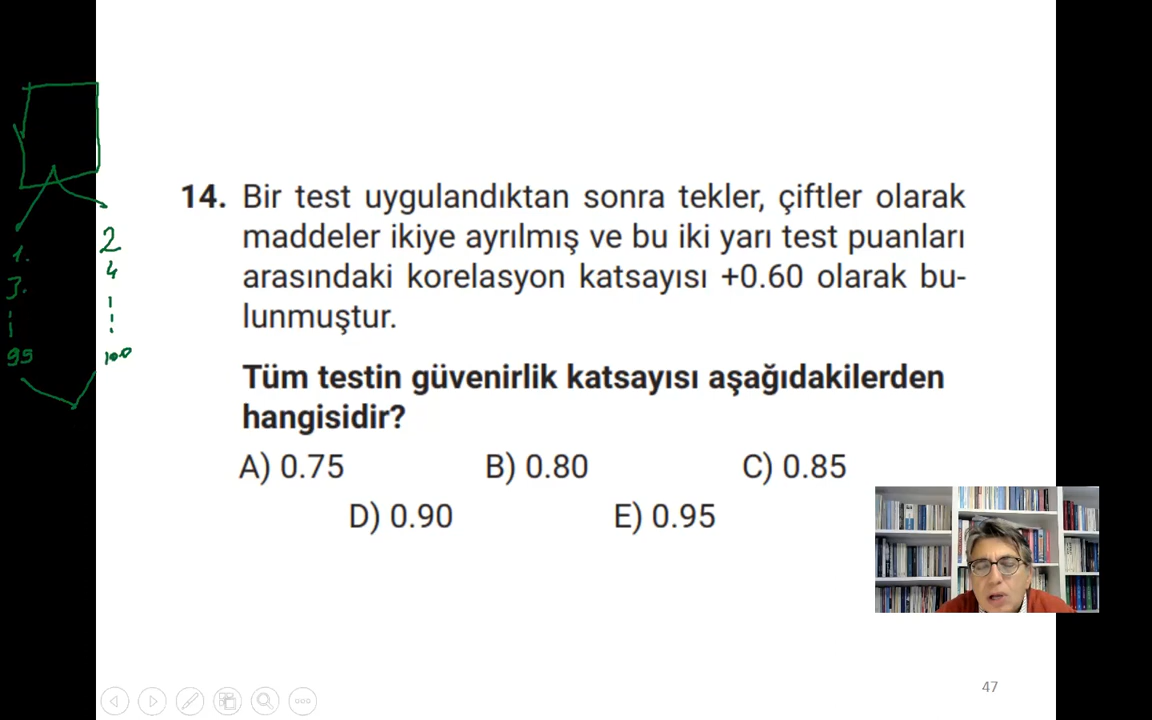 14. Bir test uygulandıktan sonra tekler, çiftler olarak
maddeler ikiye ayrılmış ve bu iki yarı test puanları
arasındaki korelasyon katsayısı +0.60 olarak bu-
lunmuştur.
Tüm testin güvenirlik katsayısı aşağıdakilerden
hangisidir?
A) 0.75 B) 0.80 C) 0.85
D) 0.90 E) 0.95
1. 2
3. 4
99 100
47